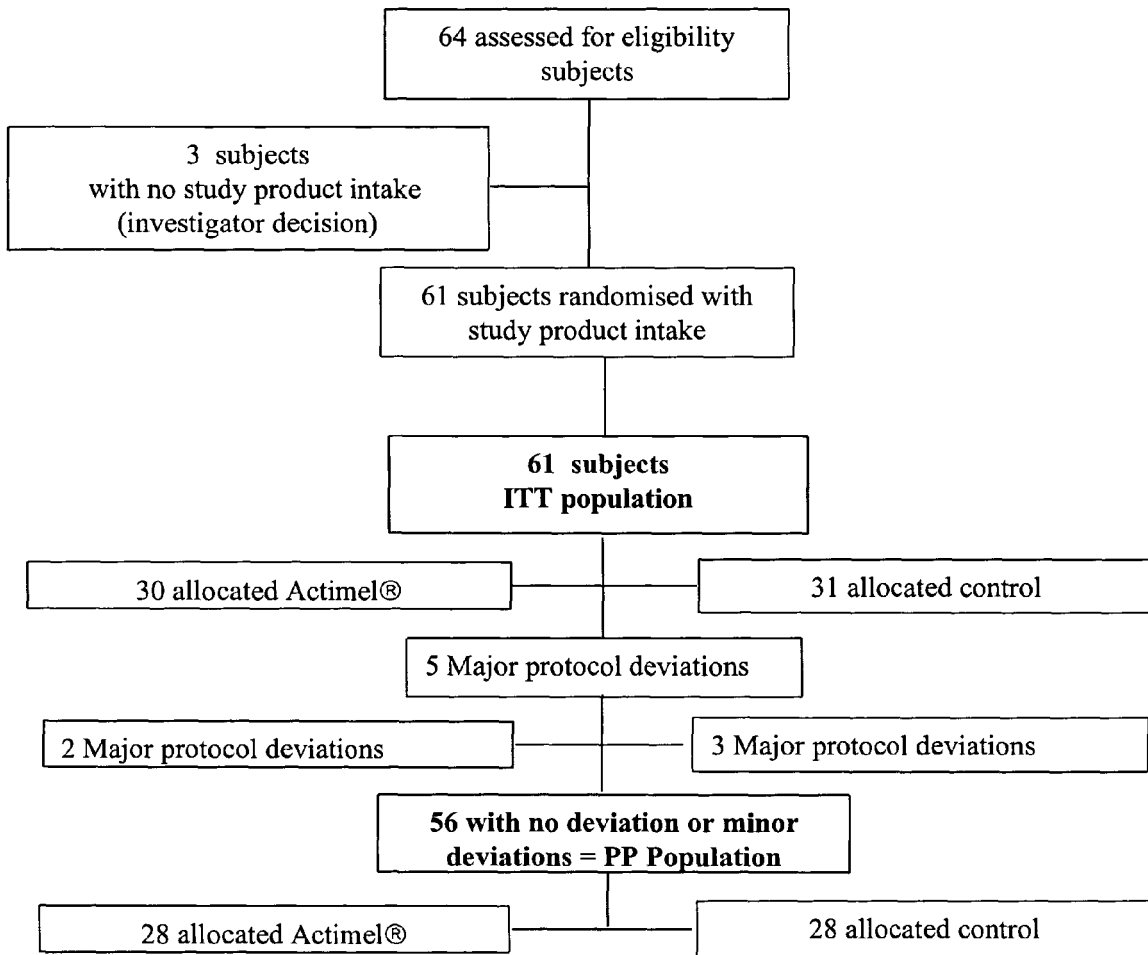 64 assessed for eligibility
subjects
3 subjects
with no study product intake
(investigator decision)
61 subjects randomised with
study product intake
61 subjects
ITT population
30 allocated Actimel®
31 allocated control
5 Major protocol deviations
2 Major protocol deviations
3 Major protocol deviations
56 with no deviation or minor
deviations = PP Population
28 allocated Actimel®
28 allocated control